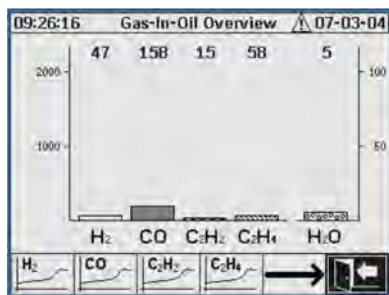 09:26:16 Gas-In-Oil Overview 07-03-04
47 158 15 58 5
2000 100
1000 50
H₂ CO C₂H₂ C₂H₄ H₂O
H₂ CO C₂H₂ C₂H₄